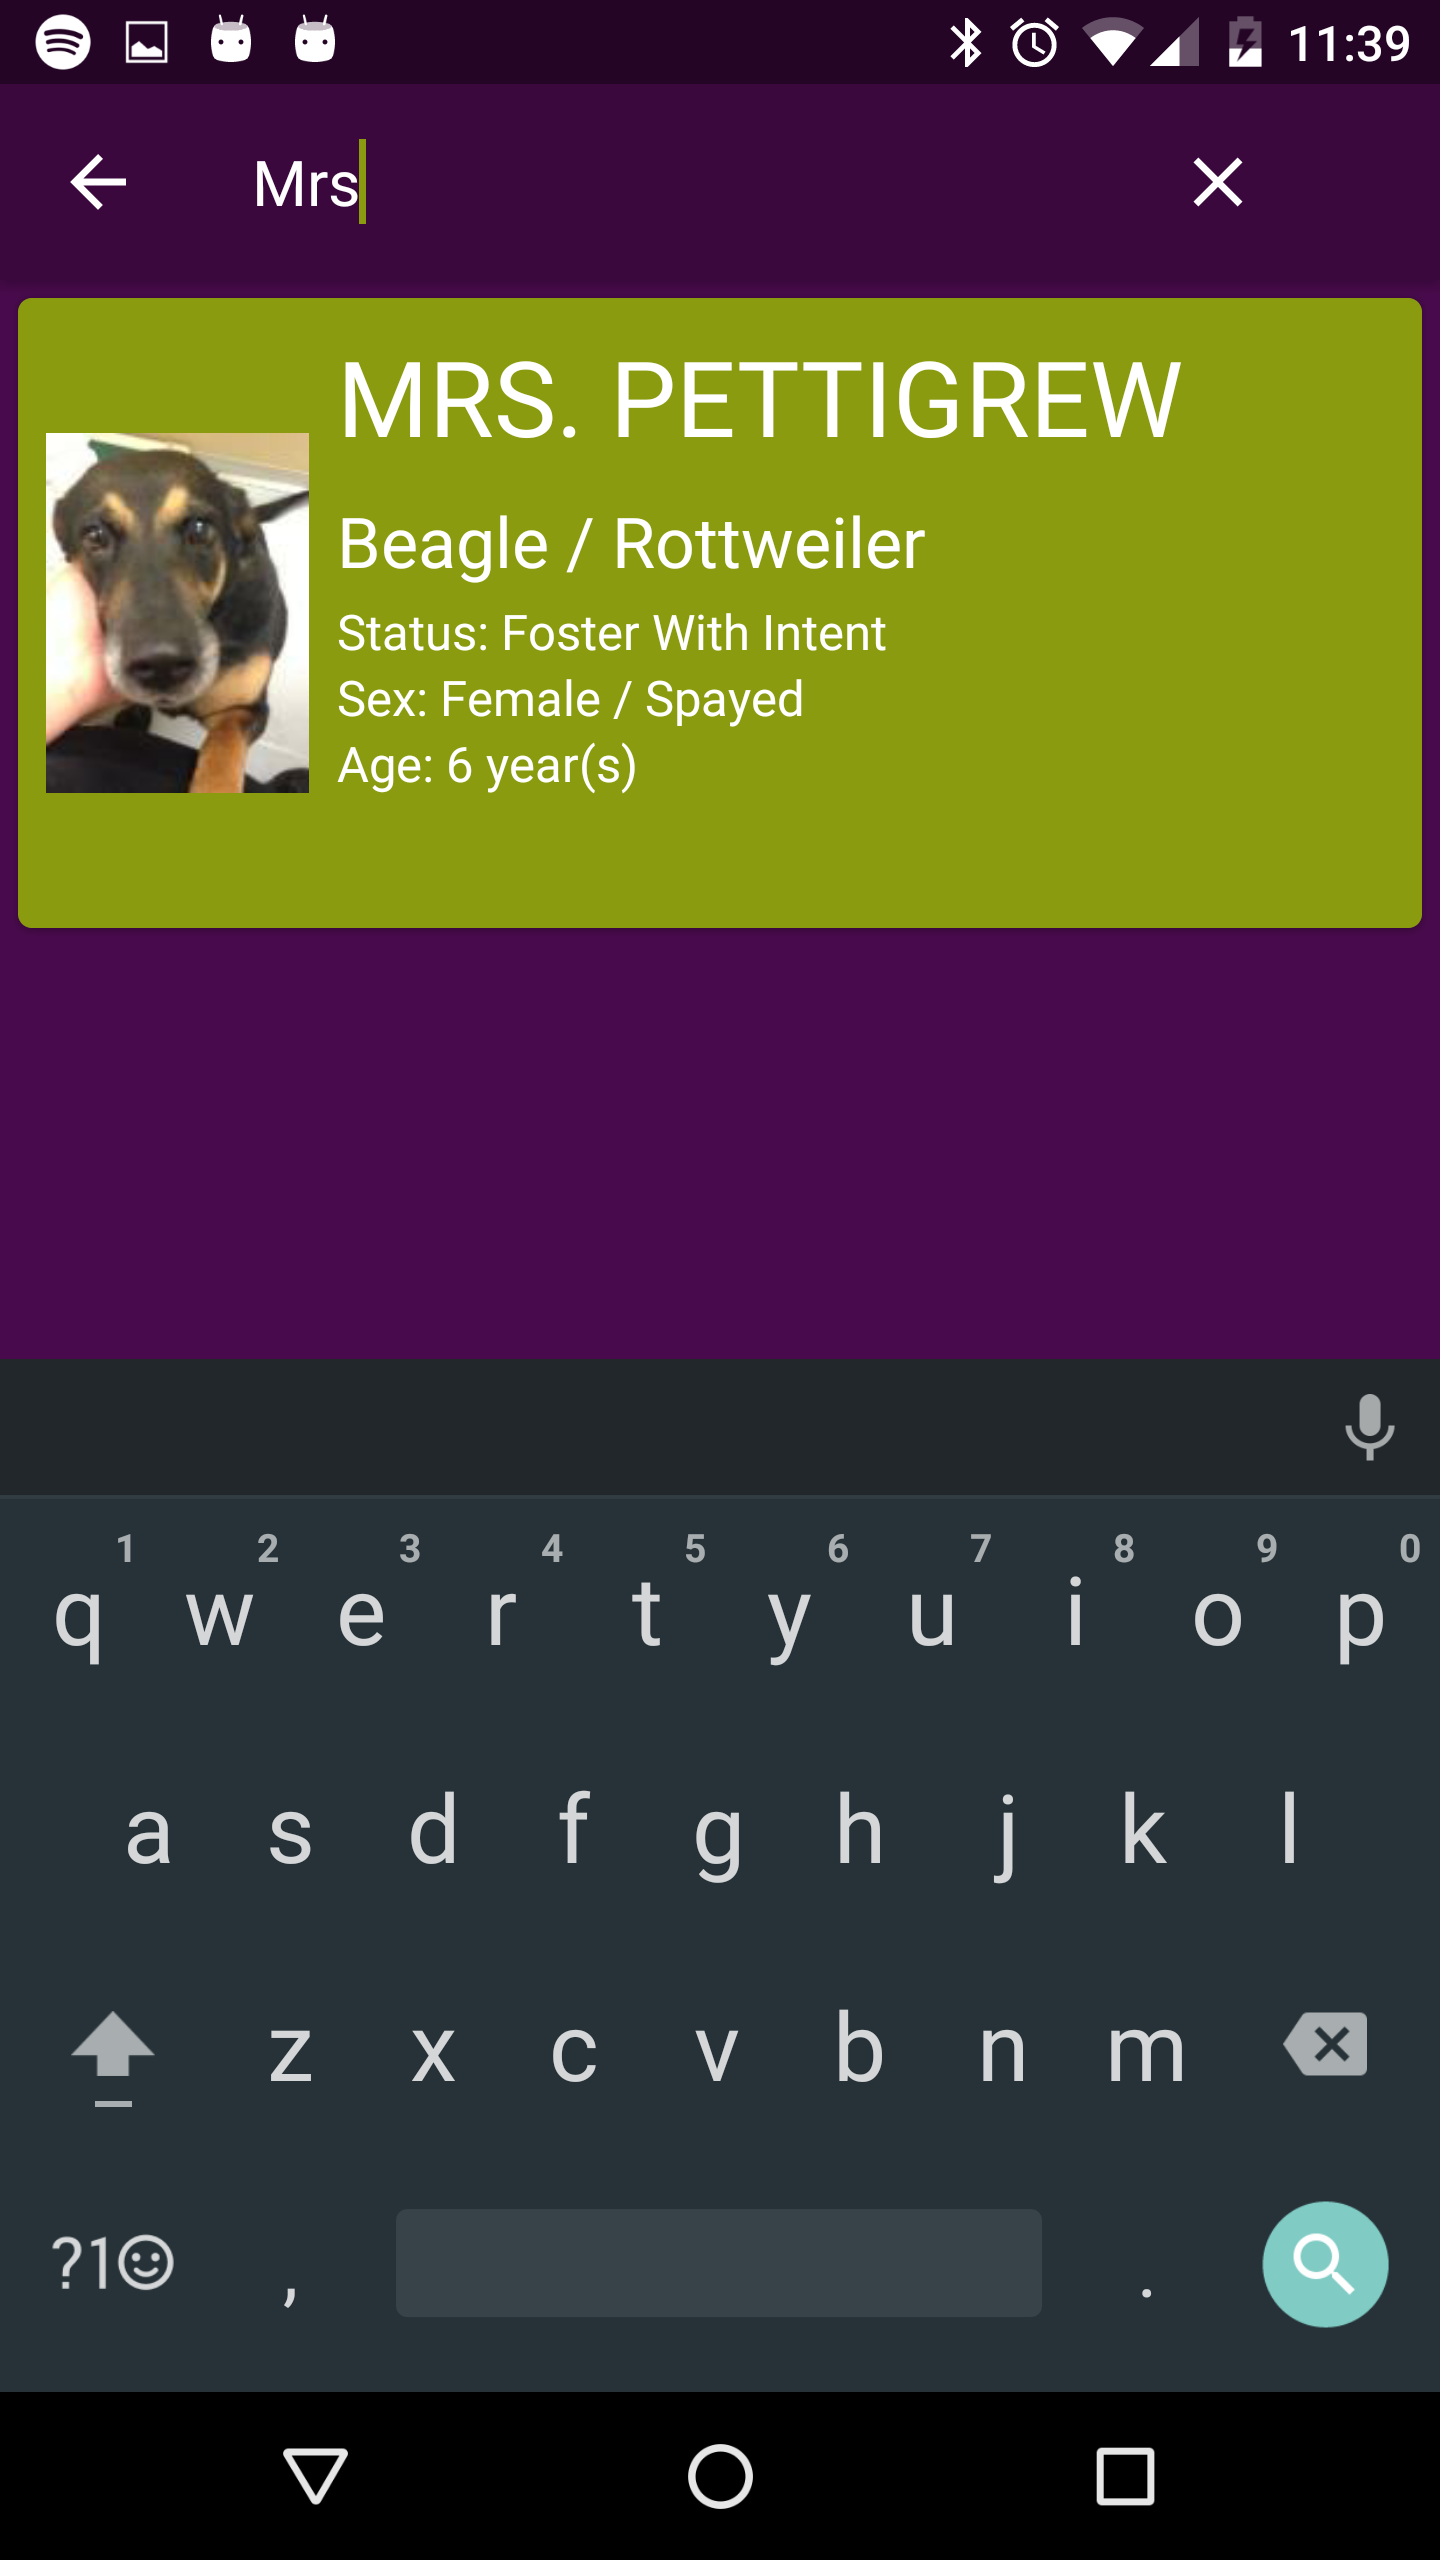 11:39
Mrs
MRS. PETTIGREW
Beagle / Rottweiler
Status: Foster With Intent
Sex: Female / Spayed
Age: 6 year(s)
1 2 3 4 5 6 7 8 9 0
q w e r t y u i o p
a s d f g h j k l
z x c v b n m
?1☺ , .